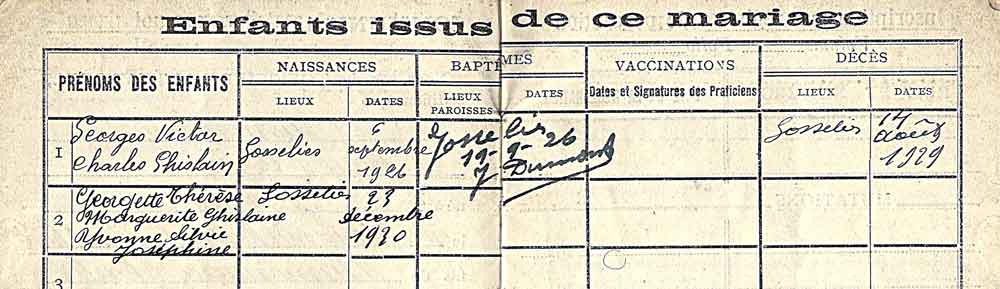 Enfants issus de ce mariage
PRÉNOMS DES ENFANTS
NAISSANCES
LIEUX
DATES
BAPTÊMES
LIEUX
PAROISSES
DATES
VACCINATIONS
Dates et Signatures des Praticiens
DÉCÈS
LIEUX
DATES
1
Georges Victor
Charles Ghislain
Gosselies
6
septembre
1926
Gosselies
19-9-26
J Dumont
Gosselies
14
Août
1929
2
Georgette Thérèse
Marguerite Ghislaine
Yvonne Silvie
Joséphine
Gosselies
23
décembre
1930
3